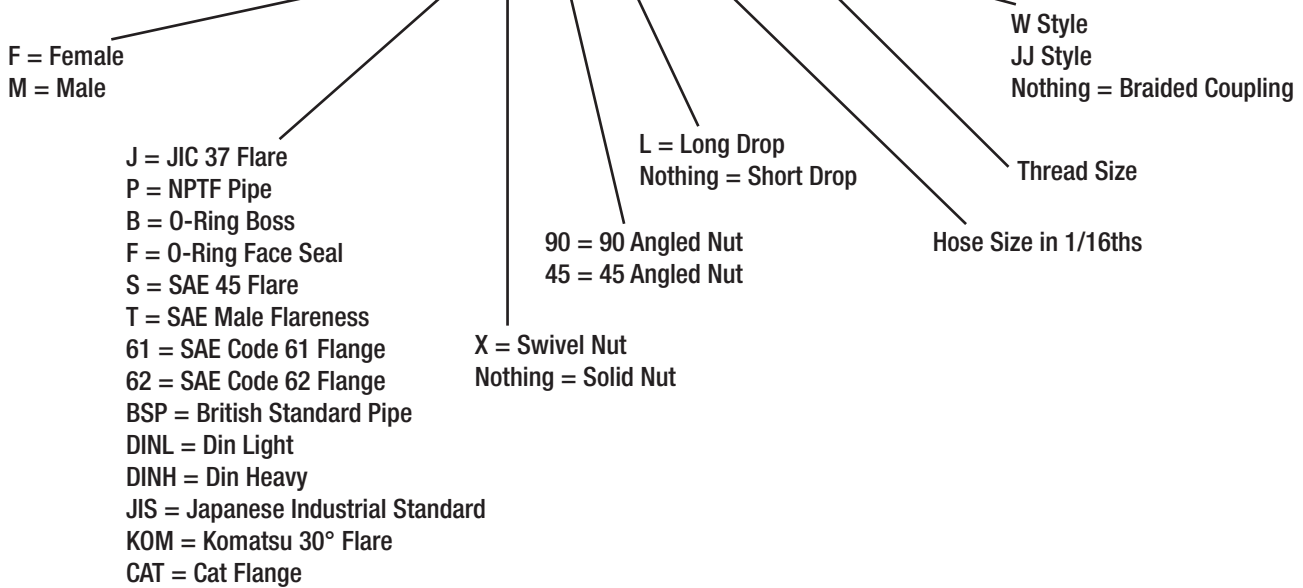 F = Female
M = Male
J = JIC 37 Flare
P = NPTF Pipe
B = O-Ring Boss
F = O-Ring Face Seal
S = SAE 45 Flare
T = SAE Male Flareness
61 = SAE Code 61 Flange
62 = SAE Code 62 Flange
BSP = British Standard Pipe
DINL = Din Light
DINH = Din Heavy
JIS = Japanese Industrial Standard
KOM = Komatsu 30° Flare
CAT = Cat Flange
X = Swivel Nut
Nothing = Solid Nut
90 = 90 Angled Nut
45 = 45 Angled Nut
L = Long Drop
Nothing = Short Drop
Hose Size in 1/16ths
Thread Size
W Style
JJ Style
Nothing = Braided Coupling